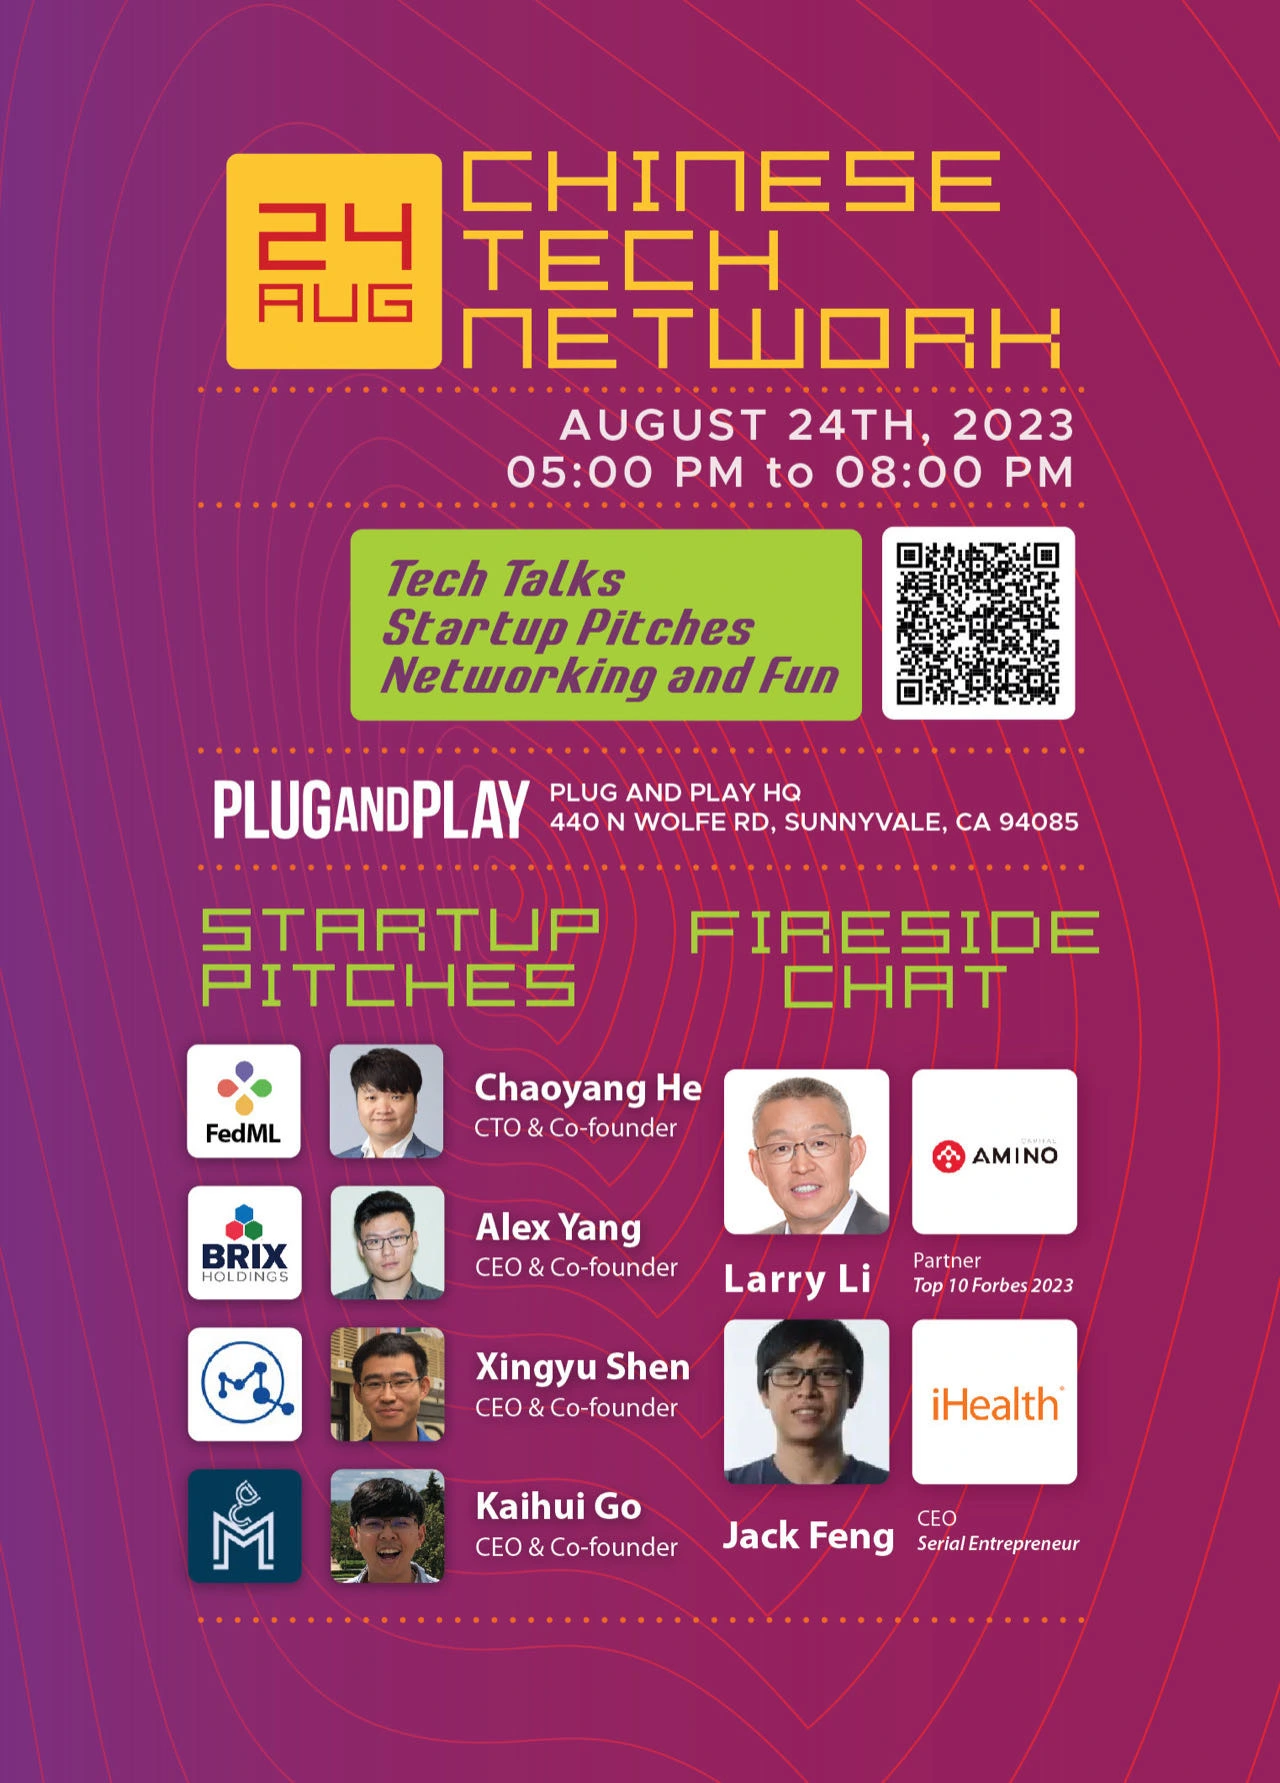 24
AUG
CHINESE
TECH
NETWORK
AUGUST 24TH, 2023
05:00 PM to 08:00 PM
Tech Talks
Startup Pitches
Networking and Fun
PLUGANDPLAY
PLUG AND PLAY HQ
440 N WOLFE RD, SUNNYVALE, CA 94085
STARTUP
PITCHES
FedML
Chaoyang He
CTO & Co-founder
BRIX
HOLDINGS
Alex Yang
CEO & Co-founder
Xingyu Shen
CEO & Co-founder
Kaihui Go
CEO & Co-founder
FIRESIDE
CHAT
CAPITAL
AMINO
Larry Li
Partner
Top 10 Forbes 2023
iHealth®
Jack Feng
CEO
Serial Entrepreneur